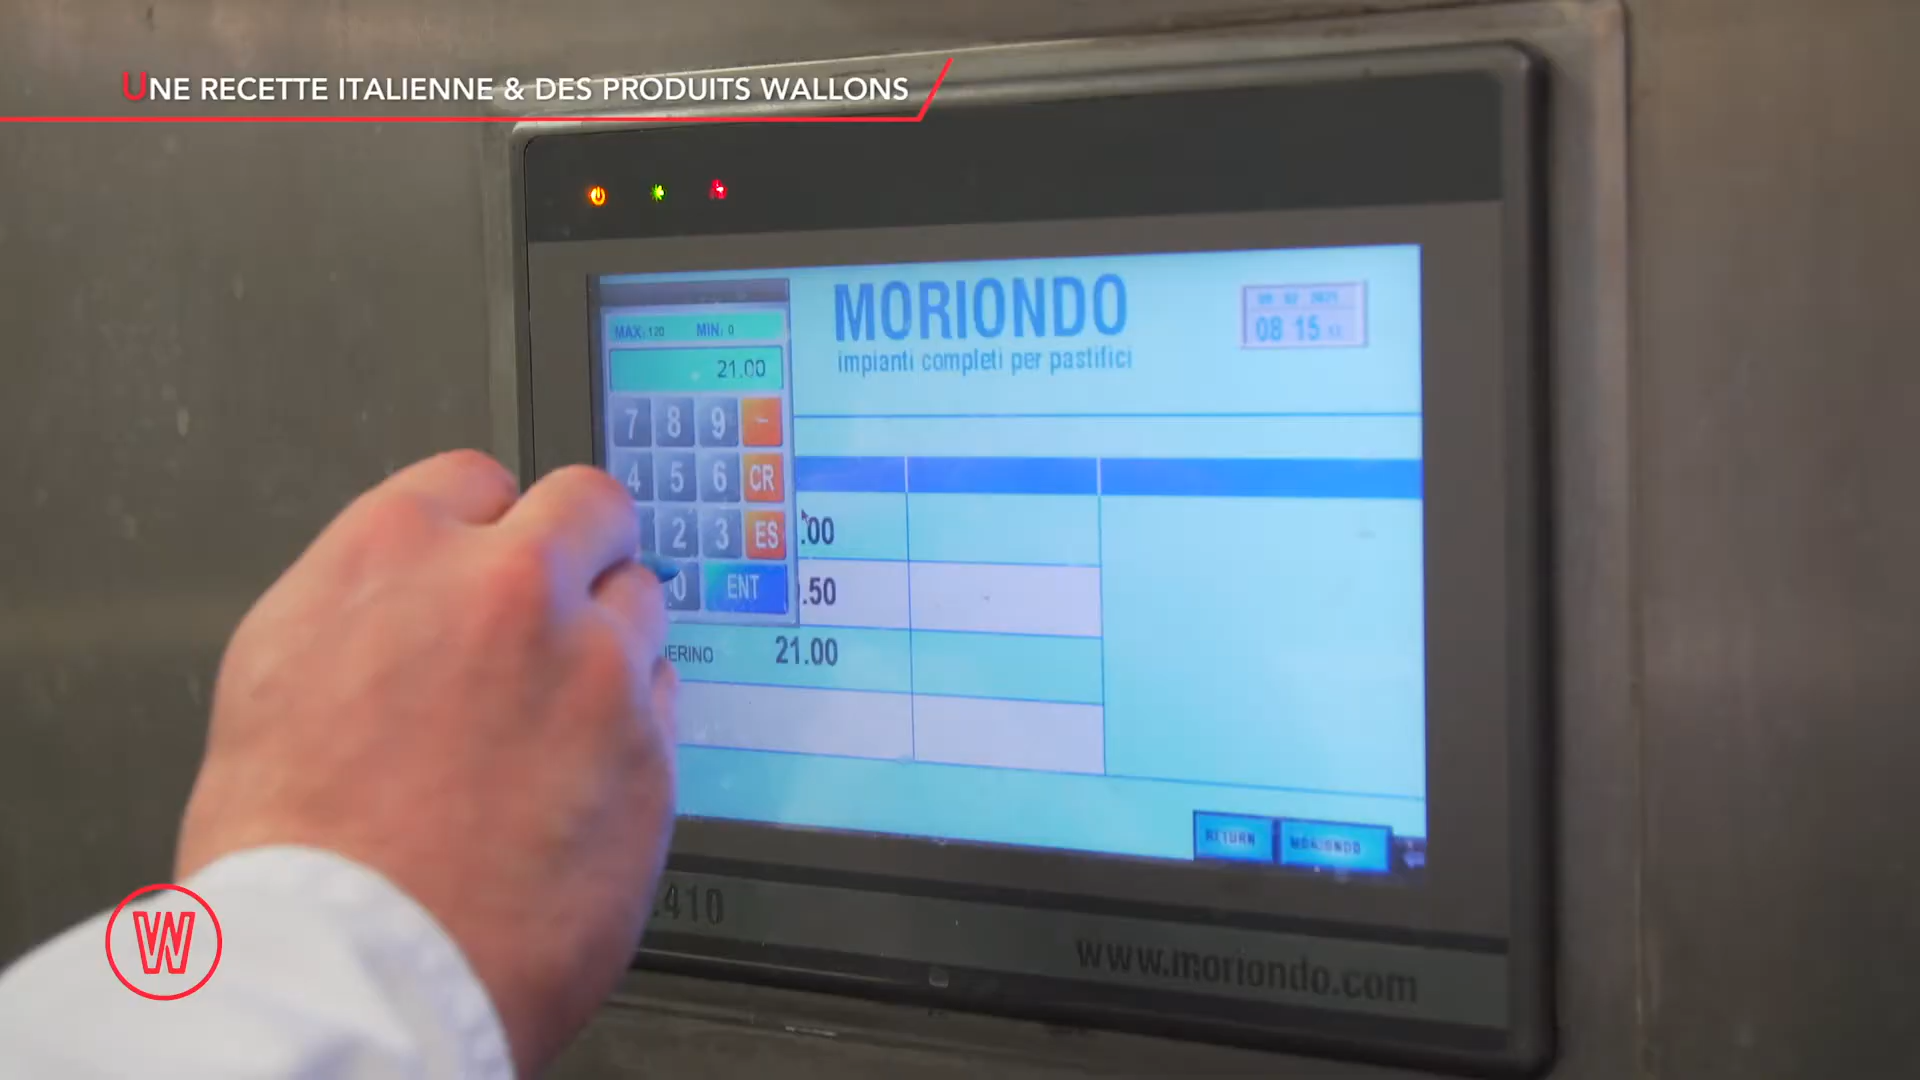 UNE RECETTE ITALIENNE & DES PRODUITS WALLONS
MORIONDO
impianti completi per pastifici
08 15
MAX: 120 MIN: 0
21.00
7 8 9 -
4 5 6 CR
2 3 ES
0 ENT
.00
.50
IERINO 21.00
RETURN MORIONDO
.410
www.moriondo.com
W